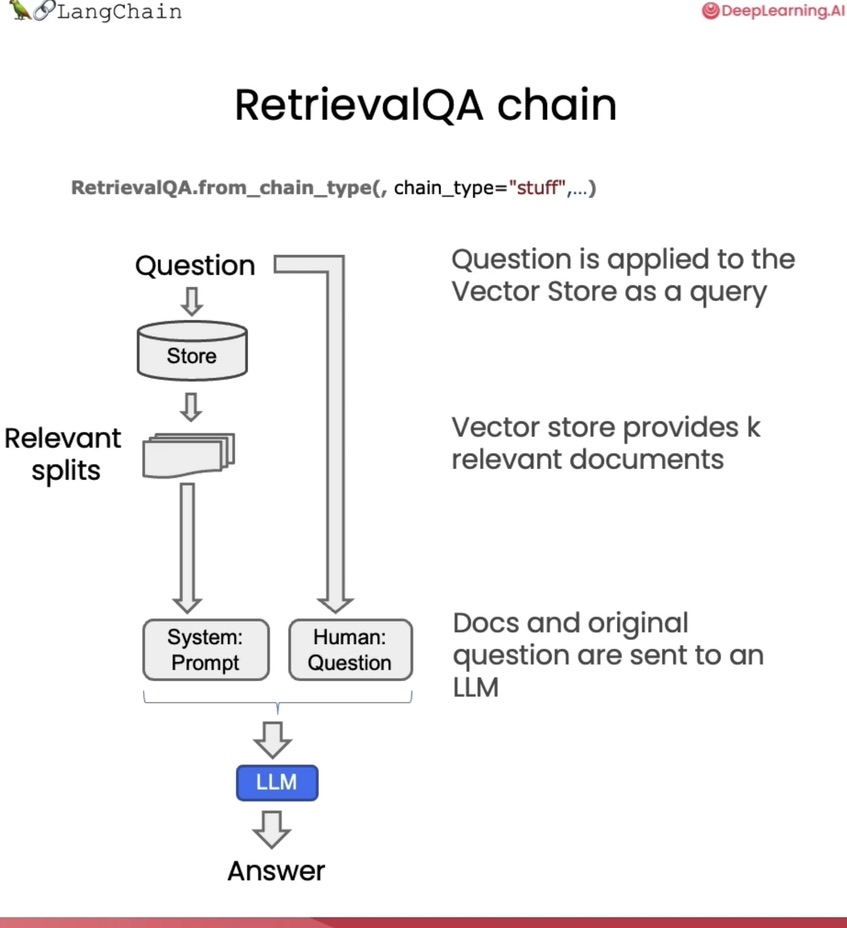 LangChain
DeepLearning.AI
RetrievalQA chain
RetrievalQA.from_chain_type(, chain_type="stuff",...)
Question
Question is applied to the
Vector Store as a query
Store
Relevant
splits
Vector store provides k
relevant documents
System:
Prompt
Human:
Question
Docs and original
question are sent to an
LLM
LLM
Answer